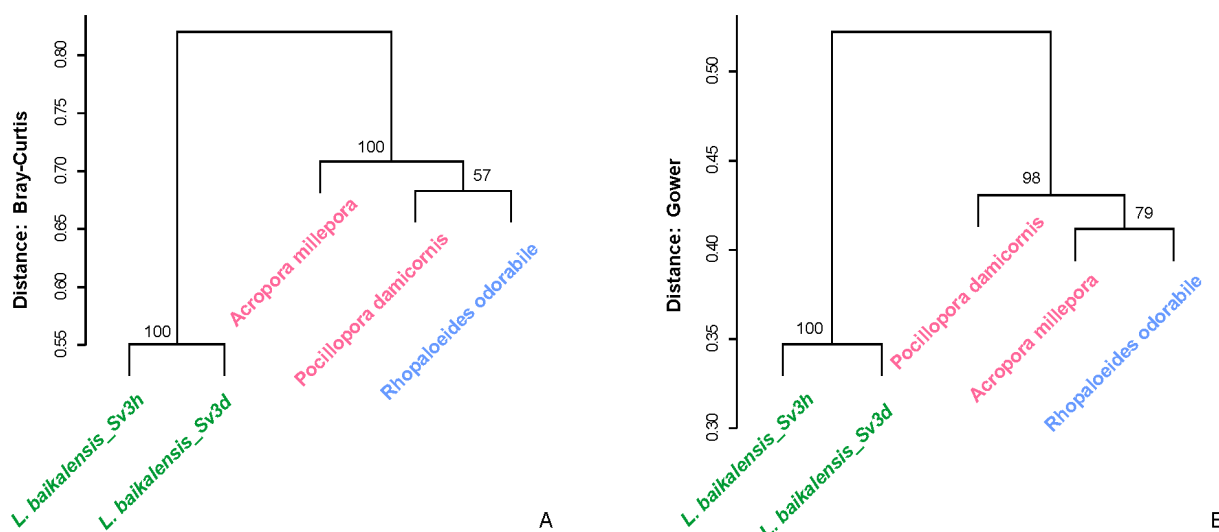 Distance: Bray-Curtis
0.80
0.75
0.70
0.65
0.60
0.55
100
57
100
Acropora millepora
Pocillopora damicornis
Rhopaloeides odorabile
L. baikalensis_Sv3h
L. baikalensis_Sv3d
A
Distance: Gower
0.50
0.45
0.40
0.35
0.30
98
79
100
Pocillopora damicornis
Acropora millepora
Rhopaloeides odorabile
L. baikalensis_Sv3h
L. baikalensis_Sv3d
B